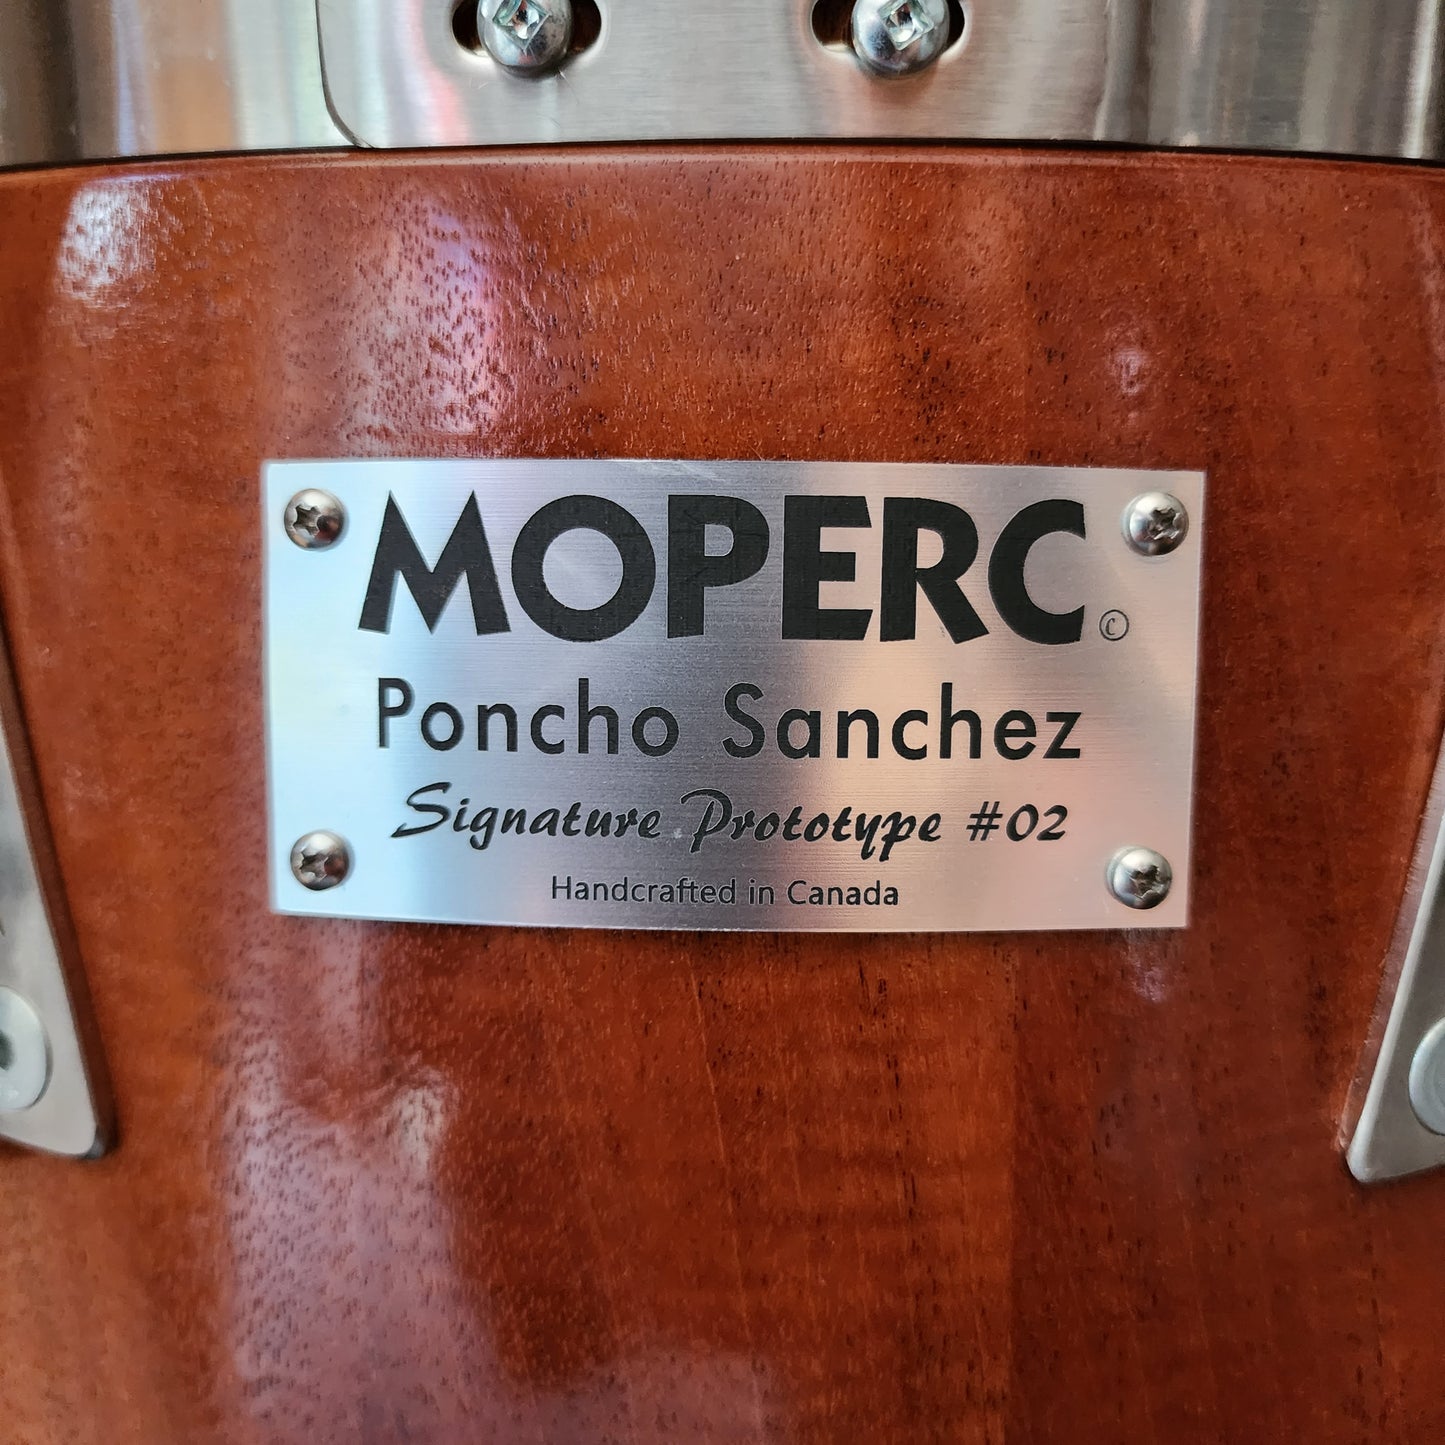 MOPERC ©
Poncho Sanchez
Signature Prototype #02
Handcrafted in Canada